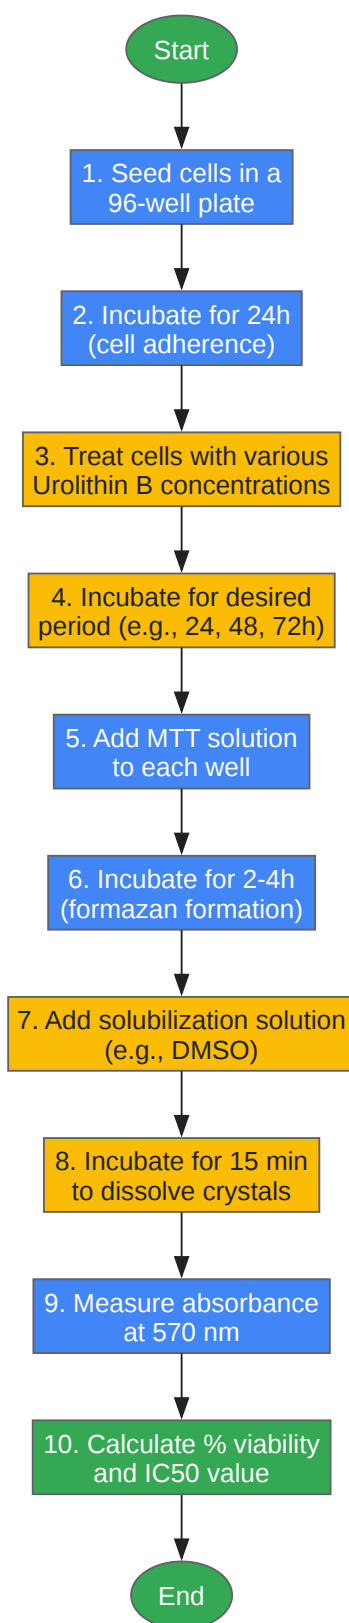 Start
1. Seed cells in a
96-well plate
2. Incubate for 24h
(cell adherence)
3. Treat cells with various
Urolithin B concentrations
4. Incubate for desired
period (e.g., 24, 48, 72h)
5. Add MTT solution
to each well
6. Incubate for 2-4h
(formazan formation)
7. Add solubilization solution
(e.g., DMSO)
8. Incubate for 15 min
to dissolve crystals
9. Measure absorbance
at 570 nm
10. Calculate % viability
and IC50 value
End